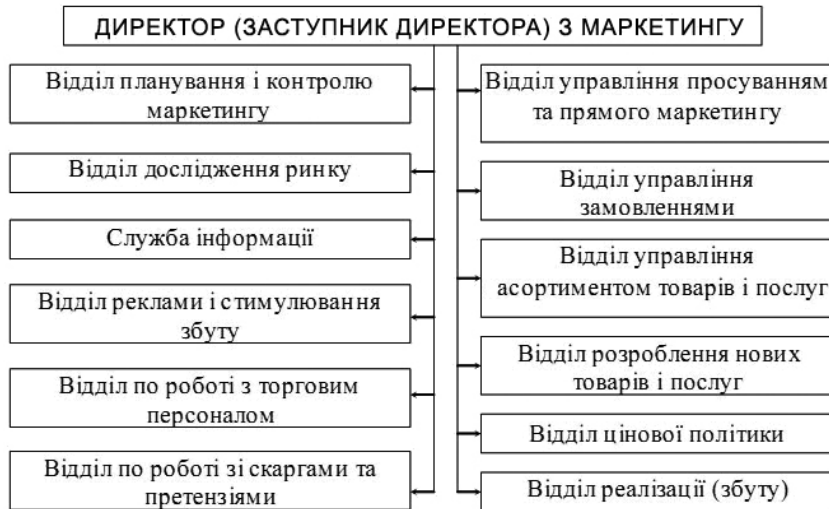 ДИРЕКТОР (ЗАСТУПНИК ДИРЕКТОРА) З МАРКЕТИНГУ
Відділ планування і контролю
маркетингу
Відділ дослідження ринку
Служба інформації
Відділ реклами і стимулювання
збуту
Відділ по роботі з торговим
персоналом
Відділ по роботі зі скаргами та
претензіями
Відділ управління просуванням
та прямого маркетингу
Відділ управління
замовленнями
Відділ управління
асортиментом товарів і послуг
Відділ розроблення нових
товарів і послуг
Відділ цінової політики
Відділ реалізації (збуту)